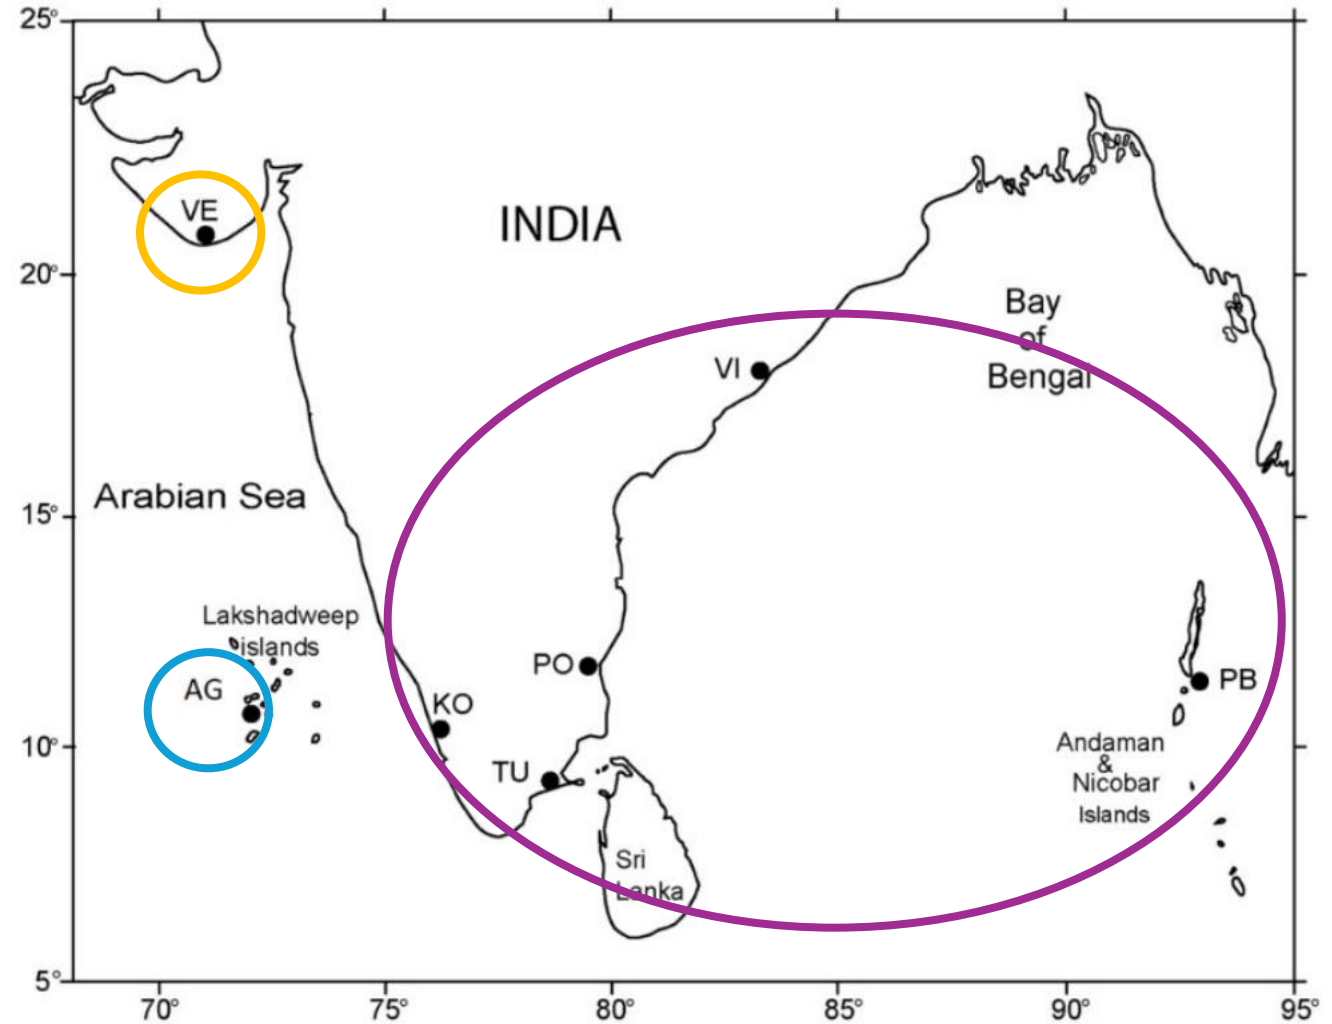 25°
VE
INDIA
20°
Bay
of
Bengal
VI
15°
Arabian Sea
Lakshadweep
islands
AG
PO
PB
KO
10°
TU
Andaman
&
Nicobar
Islands
Sri
Lanka
5°
70°
75°
80°
85°
90°
95°